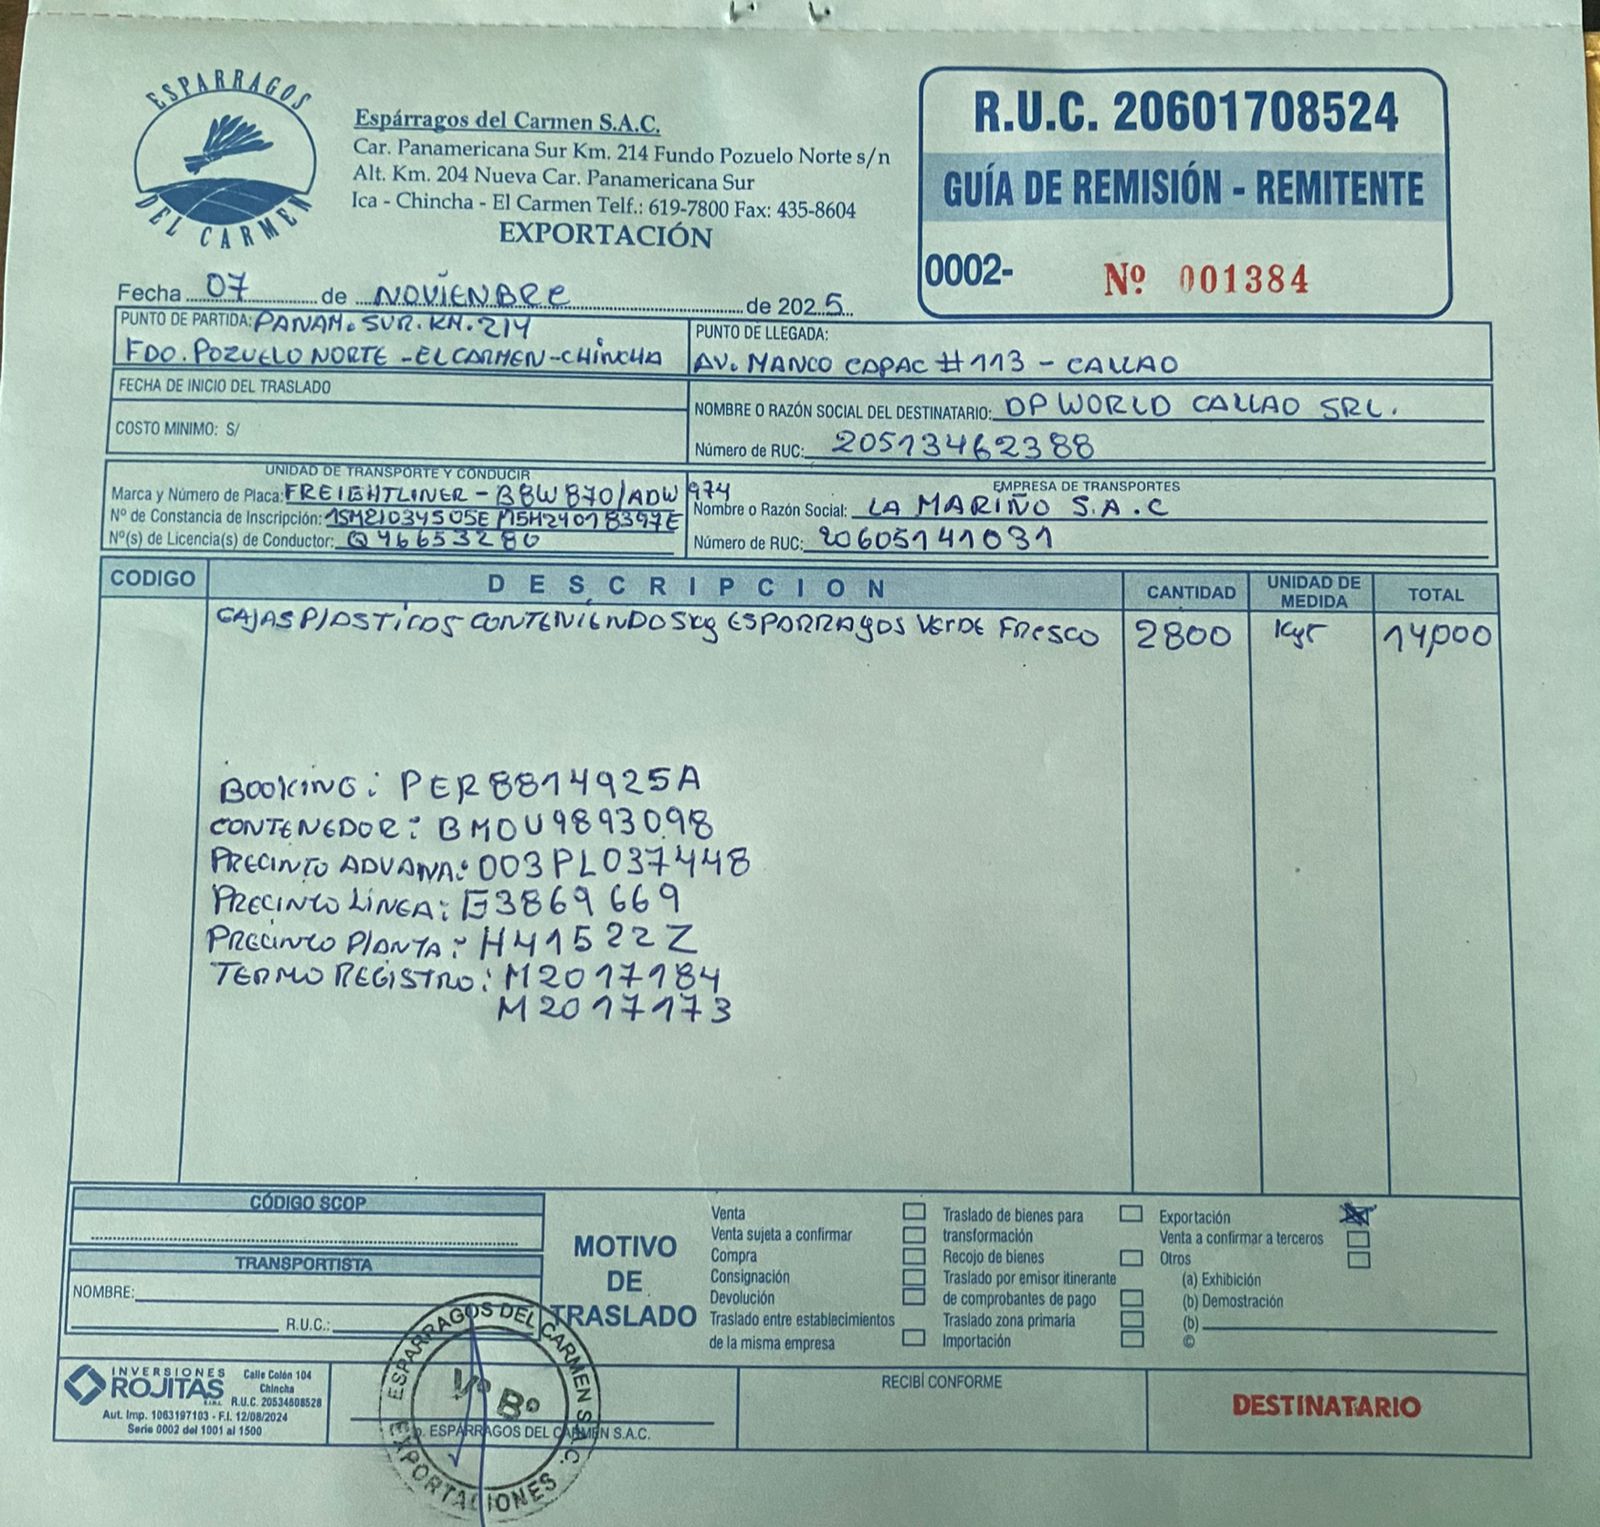 ESPARRAGOS
DEL CARMEN
Espárragos del Carmen S.A.C.
Car. Panamericana Sur Km. 214 Fundo Pozuelo Norte s/n
Alt. Km. 204 Nueva Car. Panamericana Sur
Ica - Chincha - El Carmen Telf.: 619-7800 Fax: 435-8604
EXPORTACIÓN
R.U.C. 20601708524
GUÍA DE REMISIÓN - REMITENTE
0002- Nº 001384
Fecha 07 de NOVIENBRE de 2025
PUNTO DE PARTIDA: PANAM. SUR. KM. 214
FDO. POZUELO NORTE - EL CARMEN - CHINCHA
PUNTO DE LLEGADA:
AV. MANCO CAPAC #113 - CALLAO
FECHA DE INICIO DEL TRASLADO
COSTO MINIMO: S/
NOMBRE O RAZÓN SOCIAL DEL DESTINATARIO: DP WORLD CALLAO SRL.
Número de RUC: 20513462388
UNIDAD DE TRANSPORTE Y CONDUCIR
Marca y Número de Placa: FREIGHTLINER - B8W870/ADW 974
Nº de Constancia de Inscripción: 15M21034505E
Nº(s) de Licencia(s) de Conductor: Q46653280
EMPRESA DE TRANSPORTES
Nombre o Razón Social: LA MARIÑO S.A.C
Número de RUC: 20605141031
CODIGO DESCRIPCION CANTIDAD UNIDAD DE MEDIDA TOTAL
CAJAS PLASTICOS CONTENIENDO 5kg ESPARRAGOS VERDE FRESCO 2800 Kgr 14,000
BOOKING: PER8814925A
CONTENEDOR: BMOU9893098
PRECINTO ADUANA: 003PL037448
PRECINTO LÍNEA: G3869669
PRECINTO PLANTA: H41522Z
TERMO REGISTRO: M2017184
M2017173
CÓDIGO SCOP
TRANSPORTISTA
NOMBRE:
R.U.C.:
MOTIVO
DE
TRASLADO
Venta
Venta sujeta a confirmar
Compra
Consignación
Devolución
Traslado entre establecimientos
de la misma empresa
Traslado de bienes para
transformación
Recojo de bienes
Traslado por emisor itinerante
de comprobantes de pago
Traslado zona primaria
Importación
Exportación
Venta a confirmar a terceros
Otros
(a) Exhibición
(b) Demostración
(b)
©
INVERSIONES
ROJITAS
Calle Colón 104
Chincha
R.U.C. 20534608528
Aut. Imp. 1063197103 - F.I. 12/08/2024
Serie 0002 del 1001 al 1500
ESPARRAGOS DEL CARMEN S.A.C.
Vº Bº
EXPORTACIONES
p. ESPÁRRAGOS DEL CARMEN S.A.C.
RECIBÍ CONFORME
DESTINATARIO